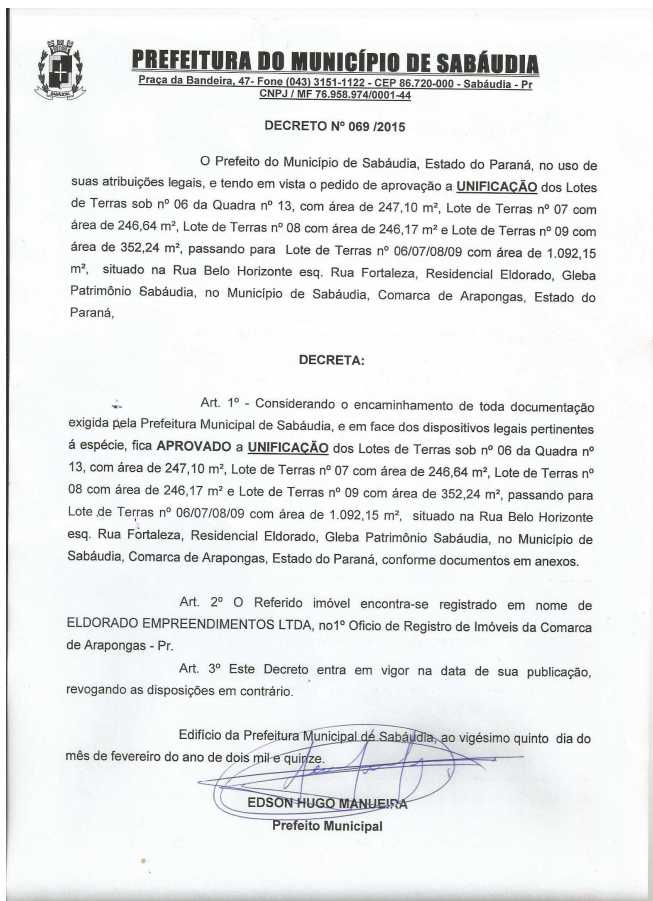 PREFEITURA DO MUNICÍPIO DE SABÁUDIA
Praça da Bandeira, 47- Fone (043) 3151-1122 - CEP 86.720-000 - Sabáudia - Pr
CNPJ / MF 76.958.974/0001-44
DECRETO Nº 069 /2015
O Prefeito do Município de Sabáudia, Estado do Paraná, no uso de
suas atribuições legais, e tendo em vista o pedido de aprovação a UNIFICAÇÃO dos Lotes
de Terras sob nº 06 da Quadra nº 13, com área de 247,10 m², Lote de Terras nº 07 com
área de 246,64 m², Lote de Terras nº 08 com área de 246,17 m² e Lote de Terras nº 09 com
área de 352,24 m², passando para Lote de Terras nº 06/07/08/09 com área de 1.092,15
m², situado na Rua Belo Horizonte esq. Rua Fortaleza, Residencial Eldorado, Gleba
Patrimônio Sabáudia, no Município de Sabáudia, Comarca de Arapongas, Estado do
Paraná,
DECRETA:
Art. 1º - Considerando o encaminhamento de toda documentação
exigida pela Prefeitura Municipal de Sabáudia, e em face dos dispositivos legais pertinentes
á espécie, fica APROVADO a UNIFICAÇÃO dos Lotes de Terras sob nº 06 da Quadra nº
13, com área de 247,10 m², Lote de Terras nº 07 com área de 246,64 m², Lote de Terras nº
08 com área de 246,17 m² e Lote de Terras nº 09 com área de 352,24 m², passando para
Lote de Terras nº 06/07/08/09 com área de 1.092,15 m², situado na Rua Belo Horizonte
esq. Rua Fortaleza, Residencial Eldorado, Gleba Patrimônio Sabáudia, no Município de
Sabáudia, Comarca de Arapongas, Estado do Paraná, conforme documentos em anexos.
Art. 2º O Referido imóvel encontra-se registrado em nome de
ELDORADO EMPREENDIMENTOS LTDA, no1º Oficio de Registro de Imóveis da Comarca
de Arapongas - Pr.
Art. 3º Este Decreto entra em vigor na data de sua publicação,
revogando as disposições em contrário.
Edifício da Prefeitura Municipal de Sabáudia, ao vigésimo quinto dia do
mês de fevereiro do ano de dois mil e quinze.
EDSON HUGO MANUEIRA
Prefeito Municipal